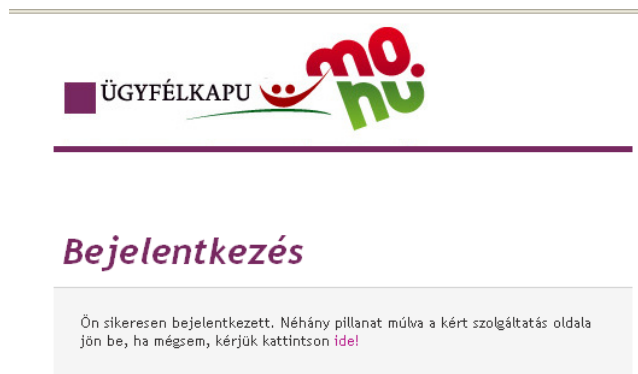 ÜGYFÉLKAPU
mo.
hu
Bejelentkezés
Ön sikeresen bejelentkezett. Néhány pillanat múlva a kért szolgáltatás oldala
jön be, ha mégsem, kérjük kattintson ide!